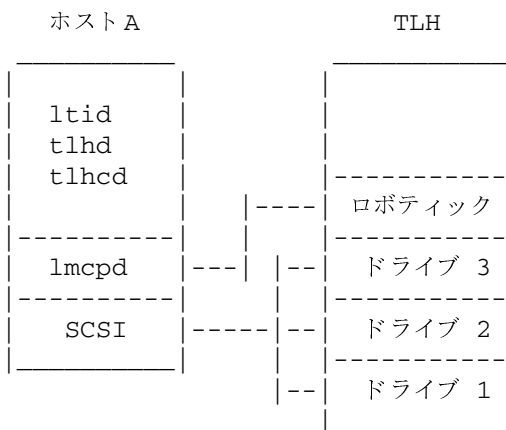 ホスト A TLH
ltid
tlhd
tlhcd
ロボティック
lmcpd ドライブ 3
SCSI ドライブ 2
ドライブ 1